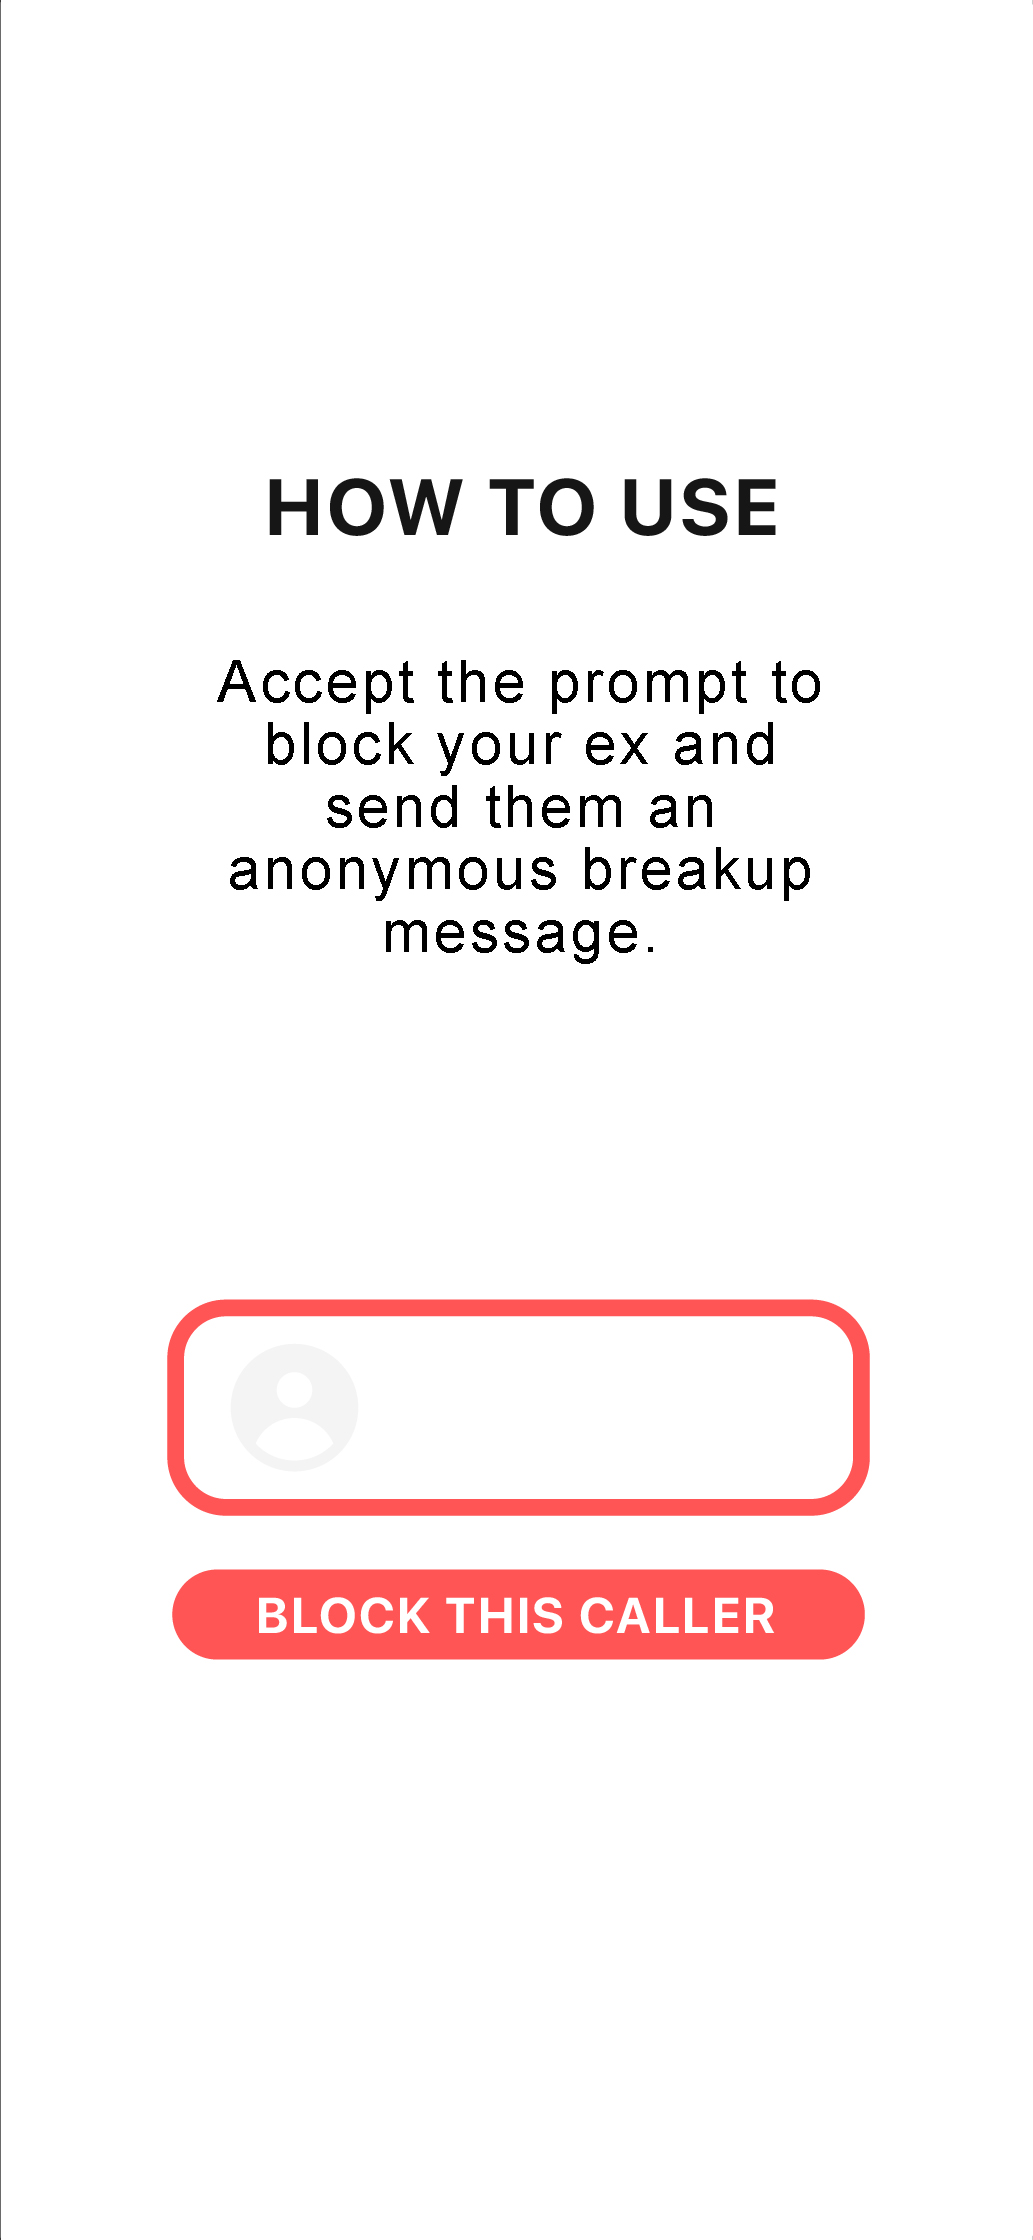 HOW TO USE
Accept the prompt to
block your ex and
send them an
anonymous breakup
message.
BLOCK THIS CALLER